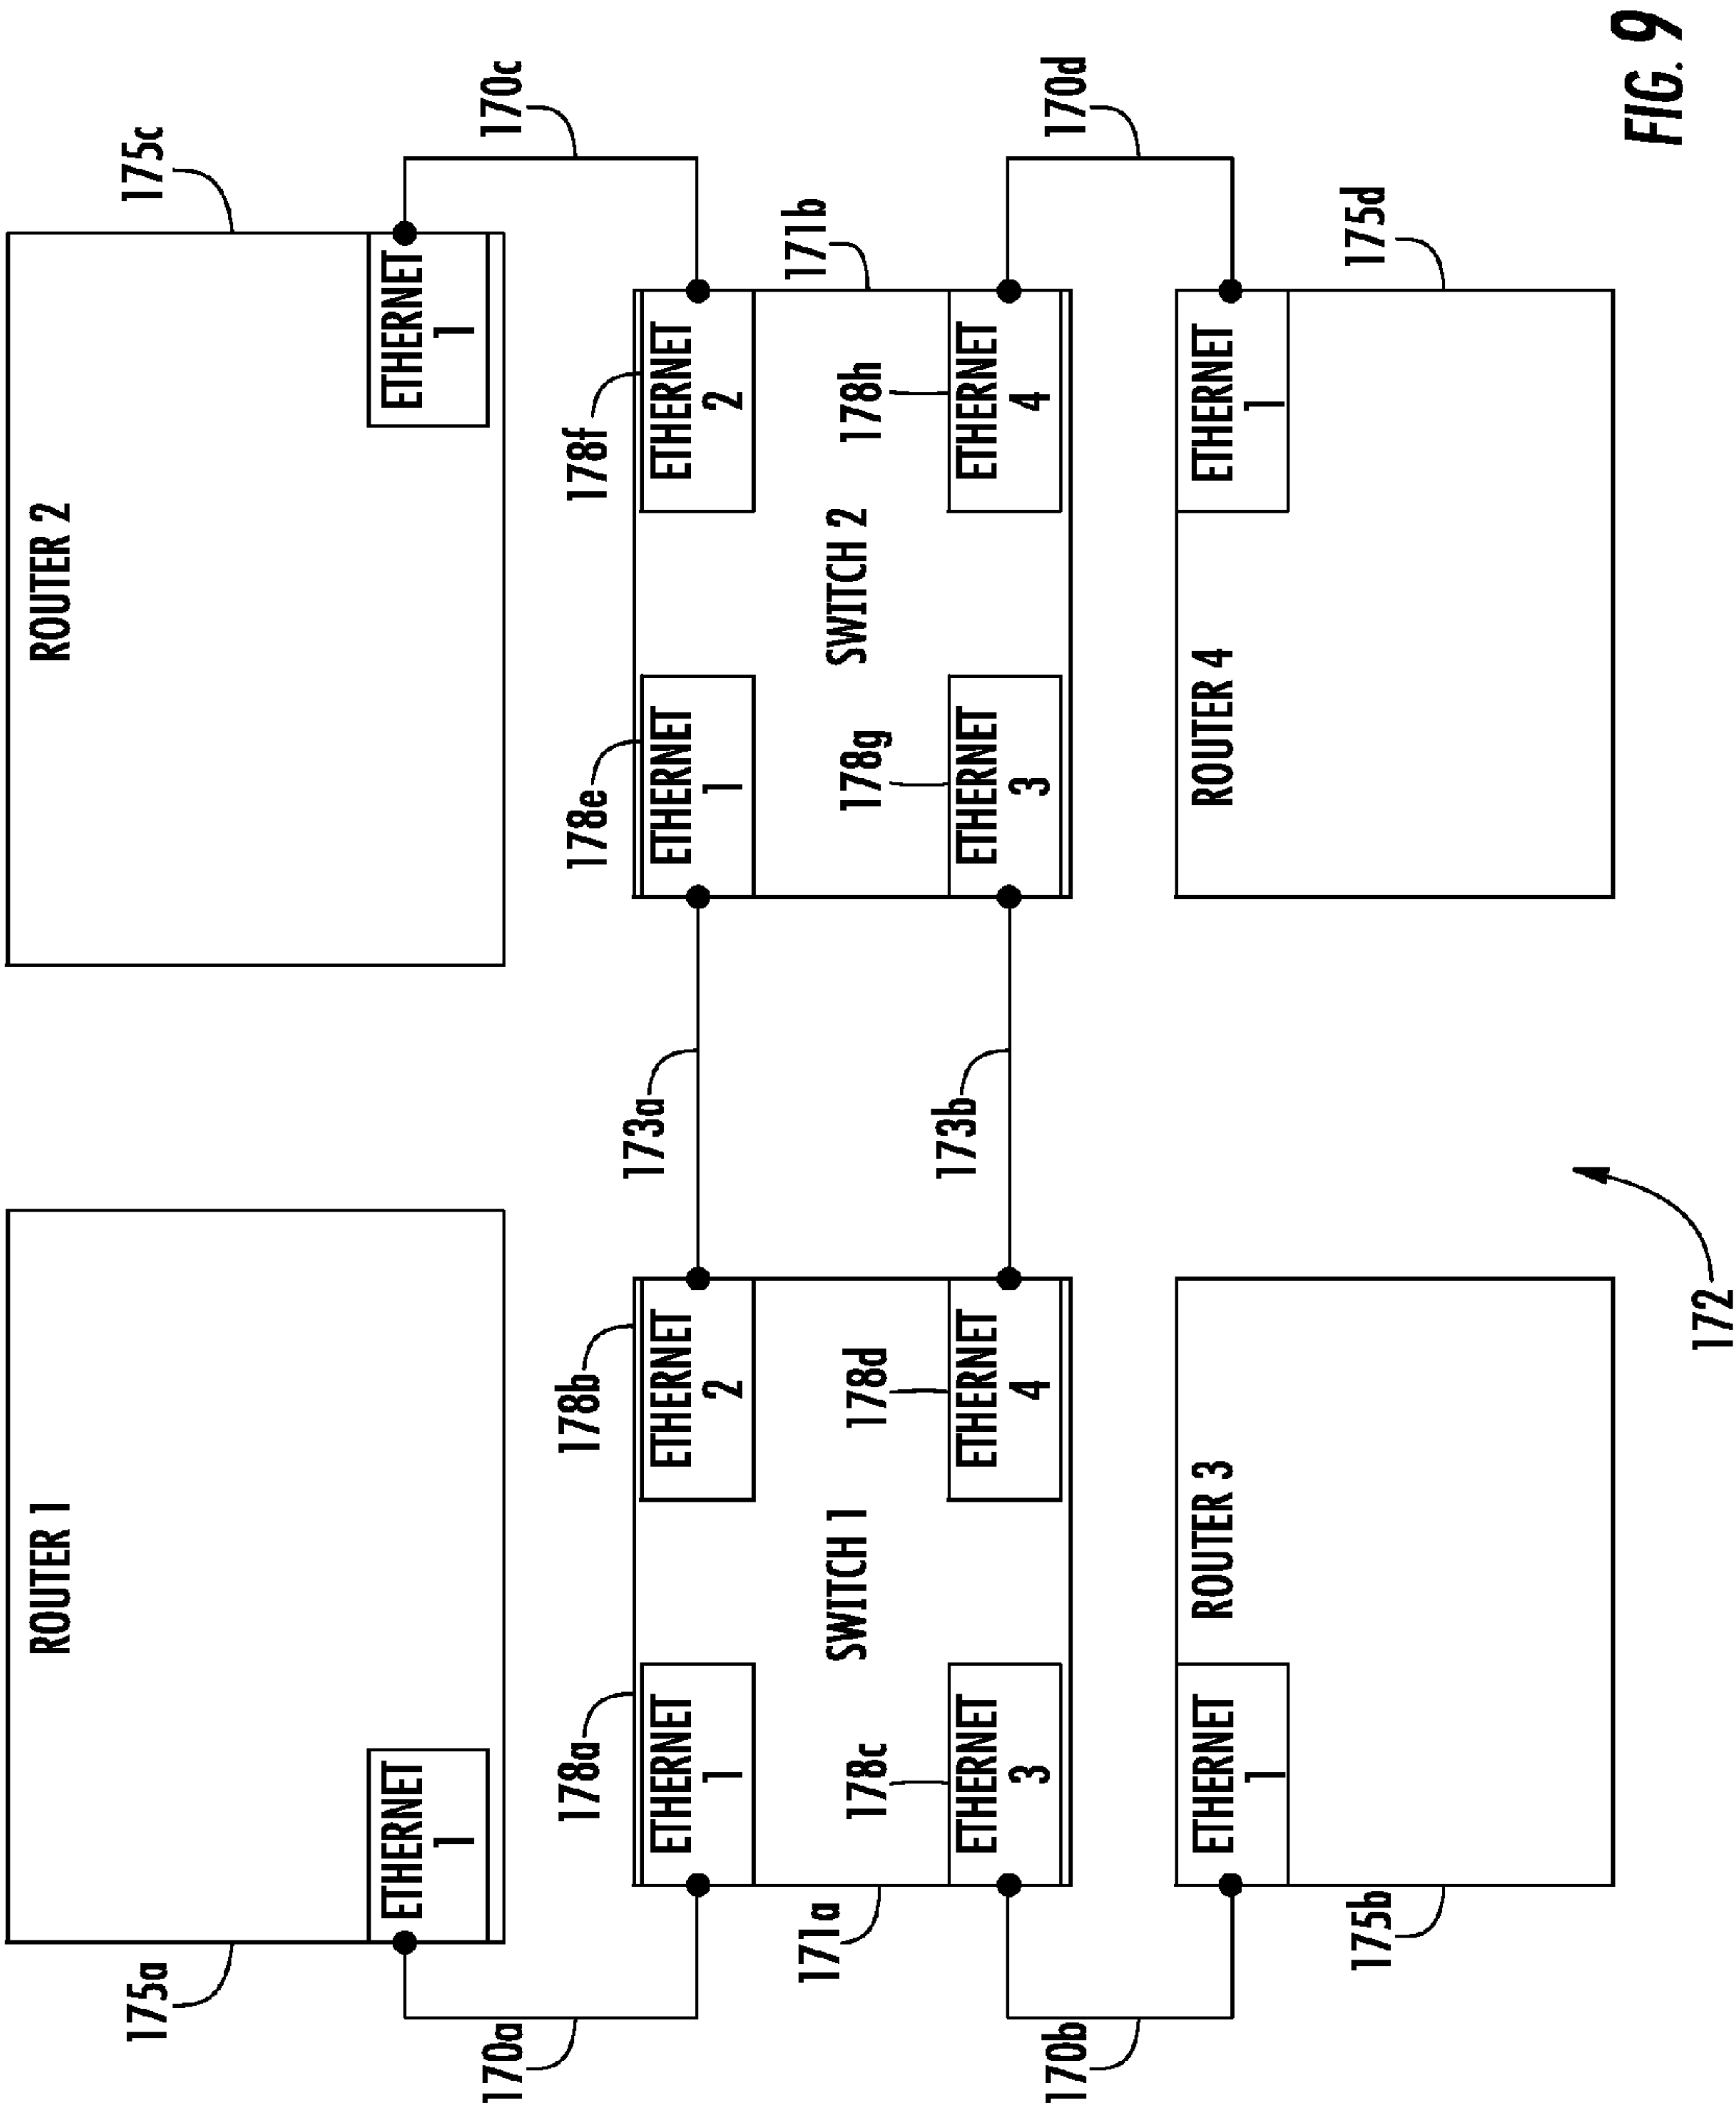 ROUTER 1
175a
ETHERNET
1
170a
ROUTER 2
175c
ETHERNET
1
170c
178a
ETHERNET
1
178b
ETHERNET
2
173a
178e
ETHERNET
1
178f
ETHERNET
2
171a
SWITCH 1
SWITCH 2
171b
178c
ETHERNET
3
178d
ETHERNET
4
173b
178g
ETHERNET
3
178h
ETHERNET
4
170b
170d
ETHERNET
1
ROUTER 3
175b
ROUTER 4
ETHERNET
1
175d
172
FIG. 9